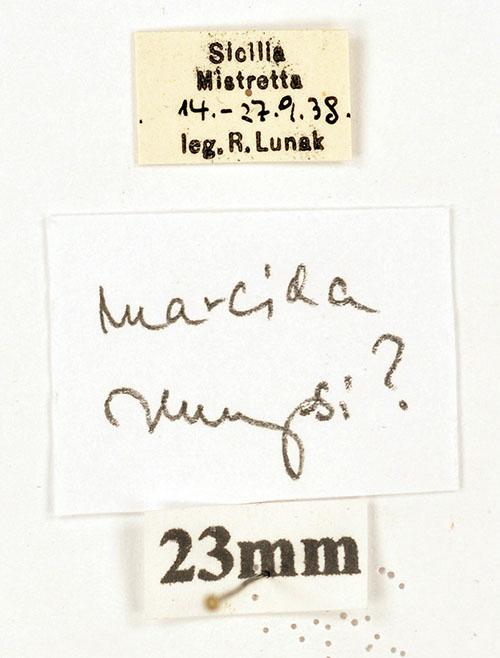 Sicilia
Mistretta
14.-27.9.38.
leg. R. Lunak
marcida
?
23mm